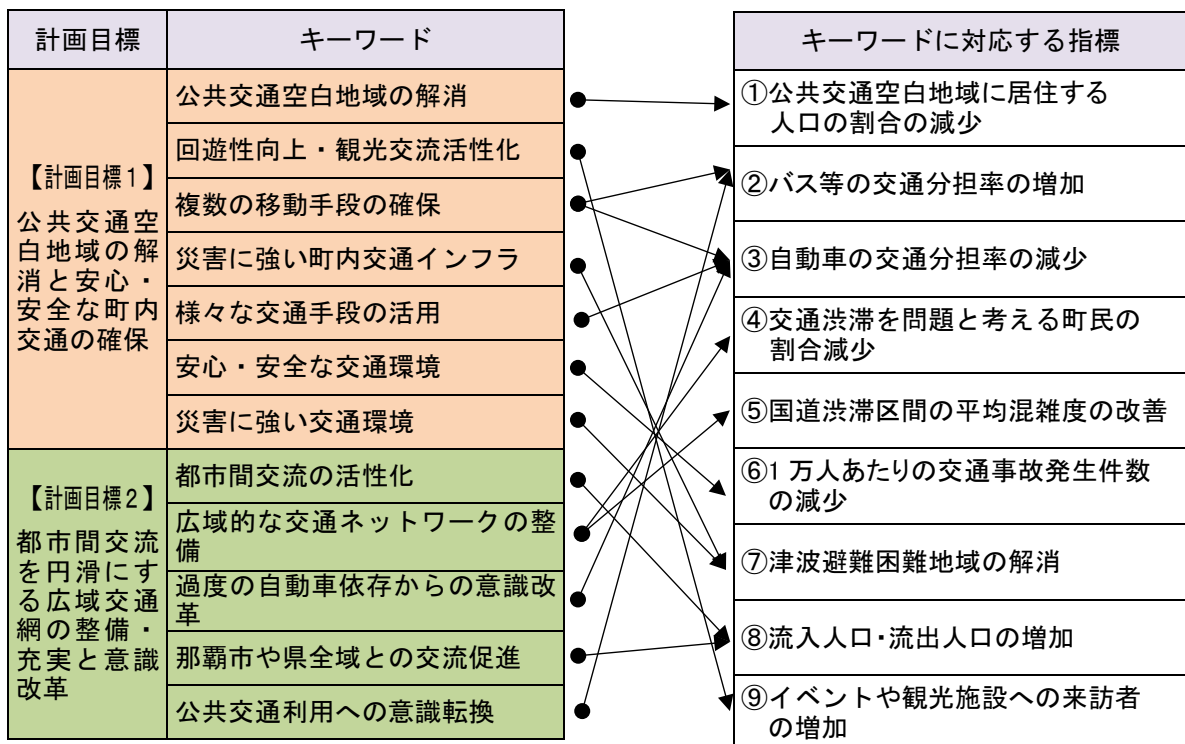 計画目標
キーワード
【計画目標1】
公共交通空
白地域の解
消と安心・
安全な町内
交通の確保
公共交通空白地域の解消
回遊性向上・観光交流活性化
複数の移動手段の確保
災害に強い町内交通インフラ
様々な交通手段の活用
安心・安全な交通環境
災害に強い交通環境
【計画目標2】
都市間交流
を円滑にす
る広域交通
網の整備・
充実と意識
改革
都市間交流の活性化
広域的な交通ネットワークの整
備
過度の自動車依存からの意識改
革
那覇市や県全域との交流促進
公共交通利用への意識転換
キーワードに対応する指標
①公共交通空白地域に居住する
人口の割合の減少
②バス等の交通分担率の増加
③自動車の交通分担率の減少
④交通渋滞を問題と考える町民の
割合減少
⑤国道渋滞区間の平均混雑度の改善
⑥1万人あたりの交通事故発生件数
の減少
⑦津波避難困難地域の解消
⑧流入人口・流出人口の増加
⑨イベントや観光施設への来訪者
の増加